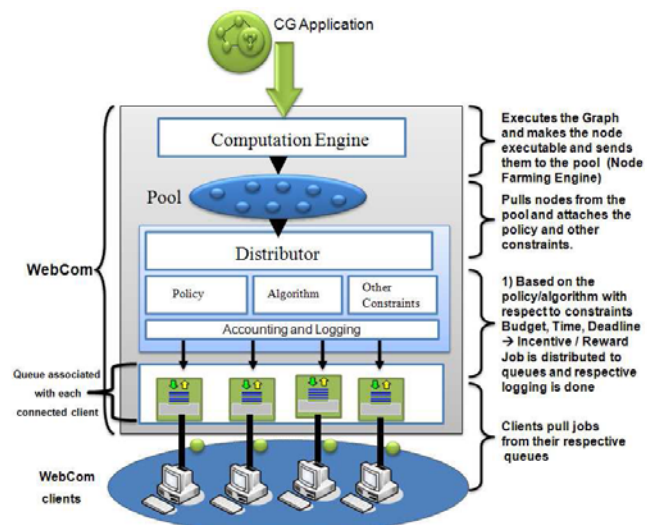 CG Application
Computation Engine
Executes the Graph
and makes the node
executable and sends
them to the pool (Node
Farming Engine)
Pool
Pulls nodes from the
pool and attaches the
policy and other
constraints.
WebCom
Distributor
Policy
Algorithm
Other
Constraints
Accounting and Logging
1) Based on the
policy/algorithm with
respect to constraints
Budget, Time, Deadline
→ Incentive / Reward
Job is distributed to
queues and respective
logging is done
Queue associated
with each
connected client
Clients pull jobs
from their respective
queues
WebCom
clients